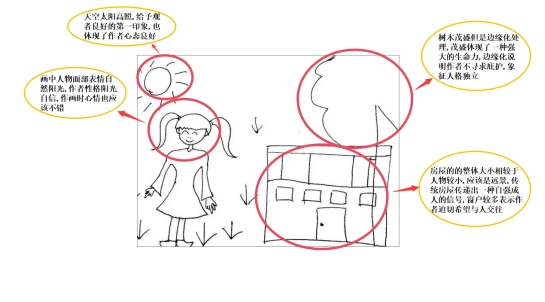 天空太阳高照, 给予观
者良好的第一印象, 也
体现了作者心态良好
画中人物面部表情自
然阳光, 作者性格阳光
自信, 作画时心情也应
该不错
树木茂盛但是边缘化处
理, 茂盛体现了一种强
大的生命力, 边缘化说
明作者不寻求庇护, 象
征人格独立
房屋的的整体大小相较于
人物较小, 应该是远景, 传
统房屋传递出一种自强成
人的信号, 窗户较多表示作
者迫切希望与人交往